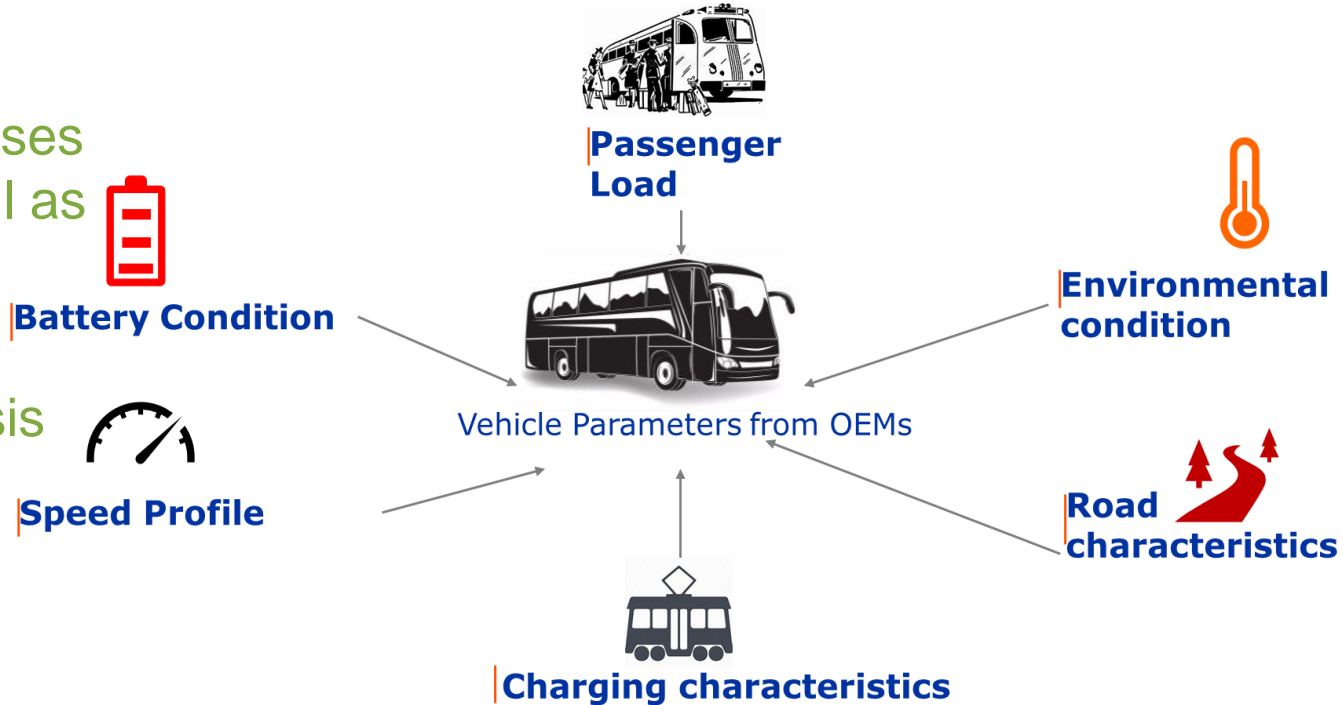 Passenger
Load
ses
l as
Battery Condition
Environmental
condition
sis
Vehicle Parameters from OEMs
Speed Profile
Road
characteristics
Charging characteristics